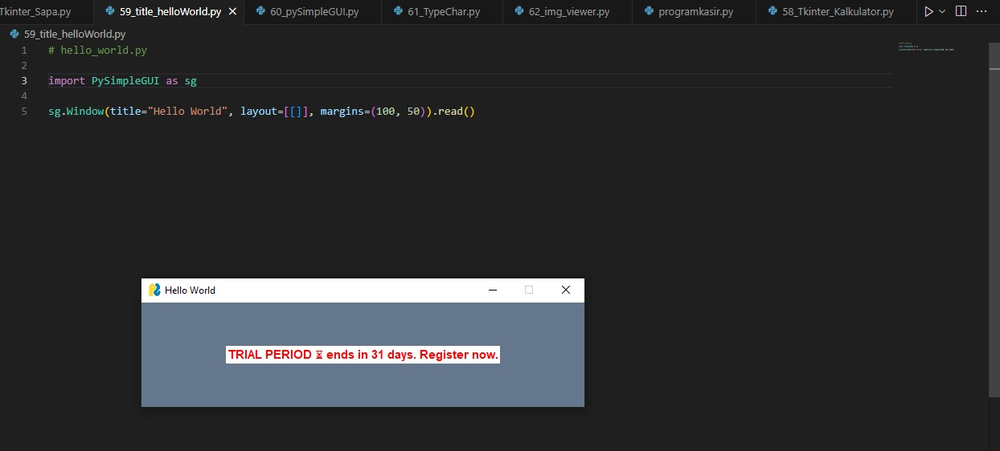 Tkinter_Sapa.py 59_title_helloWorld.py 60_pySimpleGUI.py 61_TypeChar.py 62_img_viewer.py programkasir.py 58_Tkinter_Kalkulator.py
59_title_helloWorld.py
1 # hello_world.py
2
3 import PySimpleGUI as sg
4
5 sg.Window(title="Hello World", layout=[[]], margins=(100, 50)).read()
Hello World
TRIAL PERIOD ⌛ ends in 31 days. Register now.